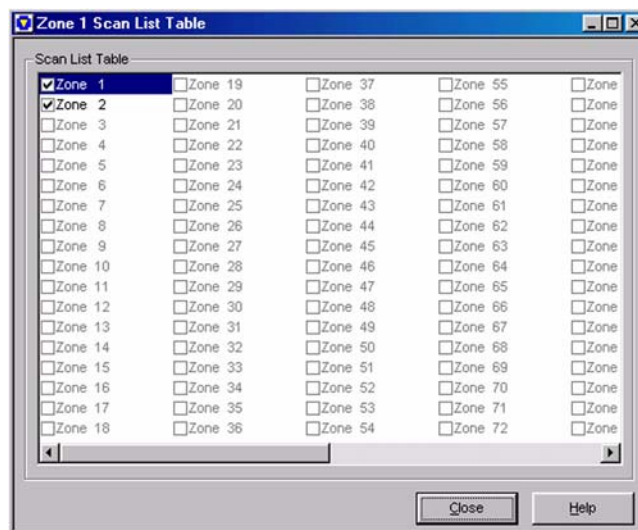 Zone 1 Scan List Table
Scan List Table
Zone 1 Zone 19 Zone 37 Zone 55 Zone
Zone 2 Zone 20 Zone 38 Zone 56 Zone
Zone 3 Zone 21 Zone 39 Zone 57 Zone
Zone 4 Zone 22 Zone 40 Zone 58 Zone
Zone 5 Zone 23 Zone 41 Zone 59 Zone
Zone 6 Zone 24 Zone 42 Zone 60 Zone
Zone 7 Zone 25 Zone 43 Zone 61 Zone
Zone 8 Zone 26 Zone 44 Zone 62 Zone
Zone 9 Zone 27 Zone 45 Zone 63 Zone
Zone 10 Zone 28 Zone 46 Zone 64 Zone
Zone 11 Zone 29 Zone 47 Zone 65 Zone
Zone 12 Zone 30 Zone 48 Zone 66 Zone
Zone 13 Zone 31 Zone 49 Zone 67 Zone
Zone 14 Zone 32 Zone 50 Zone 68 Zone
Zone 15 Zone 33 Zone 51 Zone 69 Zone
Zone 16 Zone 34 Zone 52 Zone 70 Zone
Zone 17 Zone 35 Zone 53 Zone 71 Zone
Zone 18 Zone 36 Zone 54 Zone 72 Zone
Close Help